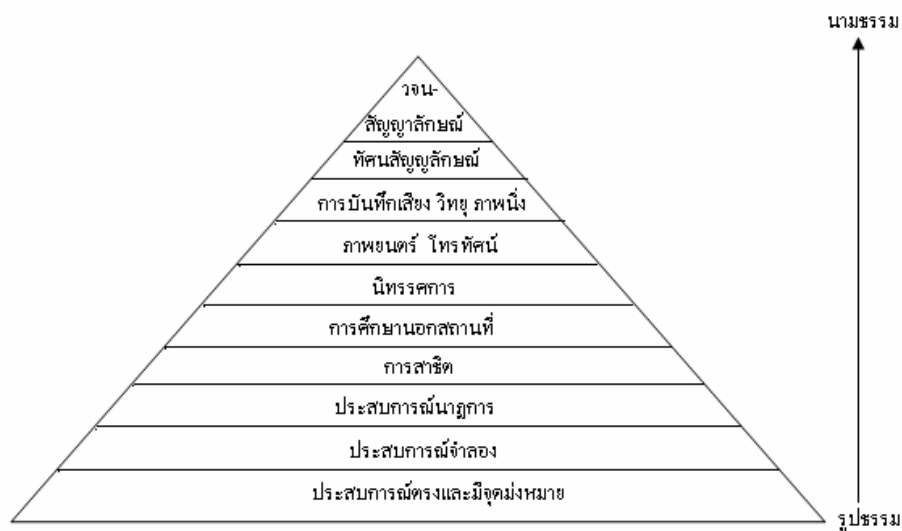 นามธรรม
วจน-
สัญญาลักษณ์
ทัศนสัญญลักษณ์
การบันทึกเสียง วิทยุ ภาพนิ่ง
ภาพยนตร์ โทรทัศน์
นิทรรศการ
การศึกษานอกสถานที่
การสาธิต
ประสบการณ์นาฏการ
ประสบการณ์จำลอง
ประสบการณ์ตรงและมีจุดมุ่งหมาย
รูปธรรม